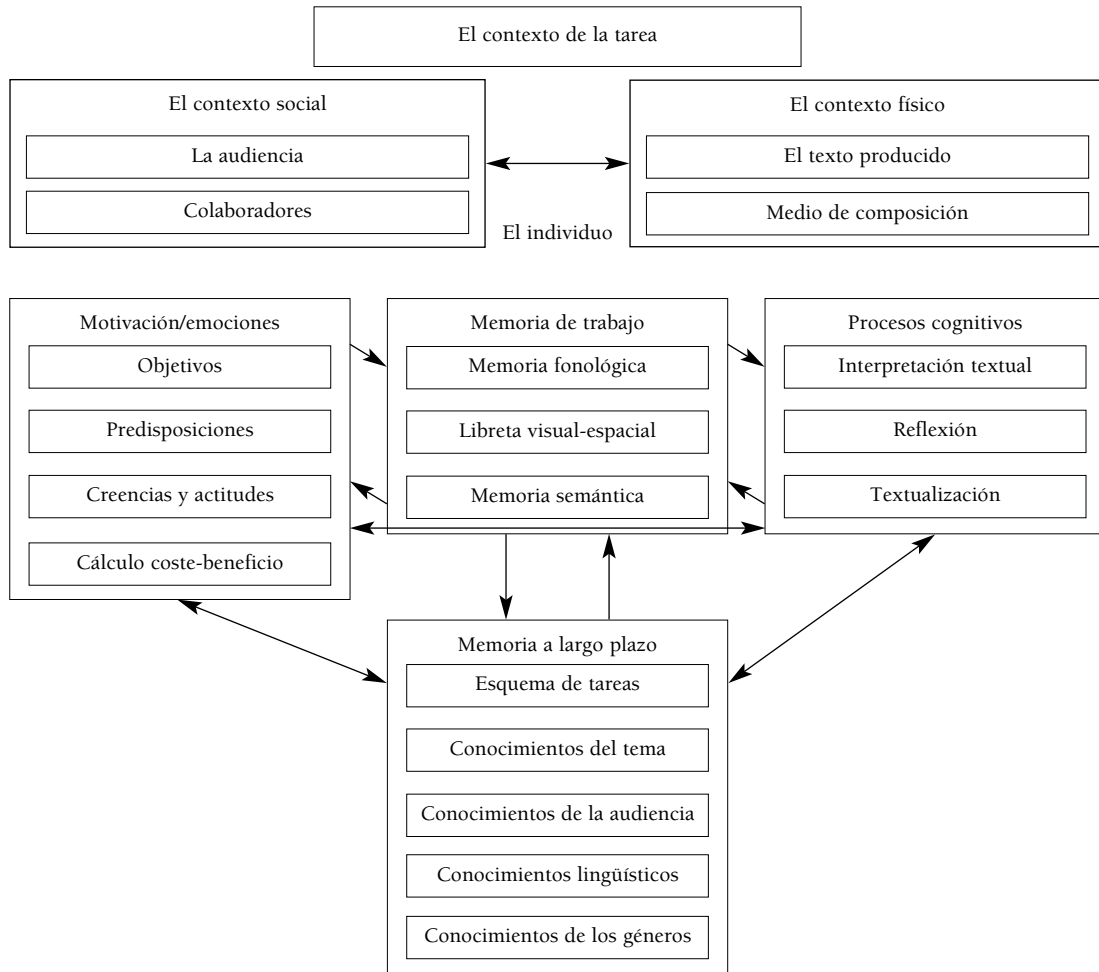 El contexto de la tarea
El contexto social
La audiencia
Colaboradores
El contexto físico
El texto producido
Medio de composición
El individuo
Motivación/emociones
Objetivos
Predisposiciones
Creencias y actitudes
Cálculo coste-beneficio
Memoria de trabajo
Memoria fonológica
Libreta visual-espacial
Memoria semántica
Procesos cognitivos
Interpretación textual
Reflexión
Textualización
Memoria a largo plazo
Esquema de tareas
Conocimientos del tema
Conocimientos de la audiencia
Conocimientos lingüísticos
Conocimientos de los géneros